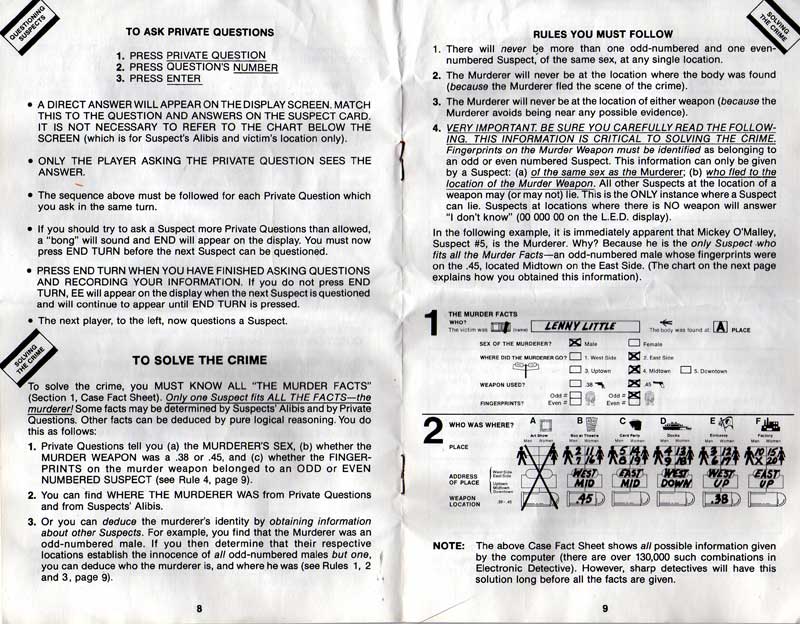 QUESTIONING
SUSPECTS
TO ASK PRIVATE QUESTIONS
1. PRESS PRIVATE QUESTION
2. PRESS QUESTION'S NUMBER
3. PRESS ENTER
• A DIRECT ANSWER WILL APPEAR ON THE DISPLAY SCREEN. MATCH
THIS TO THE QUESTION AND ANSWERS ON THE SUSPECT CARD.
IT IS NOT NECESSARY TO REFER TO THE CHART BELOW THE
SCREEN (which is for Suspect's Alibis and victim's location only).
• ONLY THE PLAYER ASKING THE PRIVATE QUESTION SEES THE
ANSWER.
• The sequence above must be followed for each Private Question which
you ask in the same turn.
• If you should try to ask a Suspect more Private Questions than allowed,
a "bong" will sound and END will appear on the display. You must now
press END TURN before the next Suspect can be questioned.
• PRESS END TURN WHEN YOU HAVE FINISHED ASKING QUESTIONS
AND RECORDING YOUR INFORMATION. If you do not press END
TURN, EE will appear on the display when the next Suspect is questioned
and will continue to appear until END TURN is pressed.
• The next player, to the left, now questions a Suspect.
SOLVING
THE CRIME
TO SOLVE THE CRIME
To solve the crime, you MUST KNOW ALL "THE MURDER FACTS"
(Section 1, Case Fact Sheet). Only one Suspect fits ALL THE FACTS—the
murderer! Some facts may be determined by Suspects' Alibis and by Private
Questions. Other facts can be deduced by pure logical reasoning. You do
this as follows:
1. Private Questions tell you (a) the MURDERER'S SEX, (b) whether the
MURDER WEAPON was a .38 or .45, and (c) whether the FINGER-
PRINTS on the murder weapon belonged to an ODD or EVEN
NUMBERED SUSPECT (see Rule 4, page 9).
2. You can find WHERE THE MURDERER WAS from Private Questions
and from Suspects' Alibis.
3. Or you can deduce the murderer's identity by obtaining information
about other Suspects. For example, you find that the Murderer was an
odd-numbered male. If you then determine that their respective
locations establish the innocence of all odd-numbered males but one,
you can deduce who the murderer is, and where he was (see Rules 1, 2
and 3, page 9).
8
SOLVING
THE CRIME
RULES YOU MUST FOLLOW
1. There will never be more than one odd-numbered and one even-
numbered Suspect, of the same sex, at any single location.
2. The Murderer will never be at the location where the body was found
(because the Murderer fled the scene of the crime).
3. The Murderer will never be at the location of either weapon (because the
Murderer avoids being near any possible evidence).
4. VERY IMPORTANT. BE SURE YOU CAREFULLY READ THE FOLLOW-
ING. THIS INFORMATION IS CRITICAL TO SOLVING THE CRIME.
Fingerprints on the Murder Weapon must be identified as belonging to
an odd or even numbered Suspect. This information can only be given
by a Suspect: (a) of the same sex as the Murderer; (b) who fled to the
location of the Murder Weapon. All other Suspects at the location of a
weapon may (or may not) lie. This is the ONLY instance where a Suspect
can lie. Suspects at locations where there is NO weapon will answer
"I don't know" (00 000 00 on the L.E.D. display).
In the following example, it is immediately apparent that Mickey O'Malley,
Suspect #5, is the Murderer. Why? Because he is the only Suspect who
fits all the Murder Facts—an odd-numbered male whose fingerprints were
on the .45, located Midtown on the East Side. (The chart on the next page
explains how you obtained this information).
1 THE MURDER FACTS
WHO?
The victim was (name) LENNY LITTLE The body was found at: A PLACE
SEX OF THE MURDERER? Male Female
WHERE DID THE MURDERER GO? 1. West Side 2. East Side
3. Uptown 4. Midtown 5. Downtown
WEAPON USED? .38 .45
FINGERPRINTS? Odd # Even # Odd # Even #
2 WHO WAS WHERE? A B C D E F
PLACE Art Show Box at Theatre Card Party Docks Embassy Factory
Men Women Men Women Men Women Men Women Men Women Men Women
ADDRESS OF PLACE West Side East Side WEST EAST WEST WEST EAST
Uptown Midtown Downtown MID MID DOWN UP UP
WEAPON LOCATION .38-.45 .45 .38
NOTE: The above Case Fact Sheet shows all possible information given
by the computer (there are over 130,000 such combinations in
Electronic Detective). However, sharp detectives will have this
solution long before all the facts are given.
9